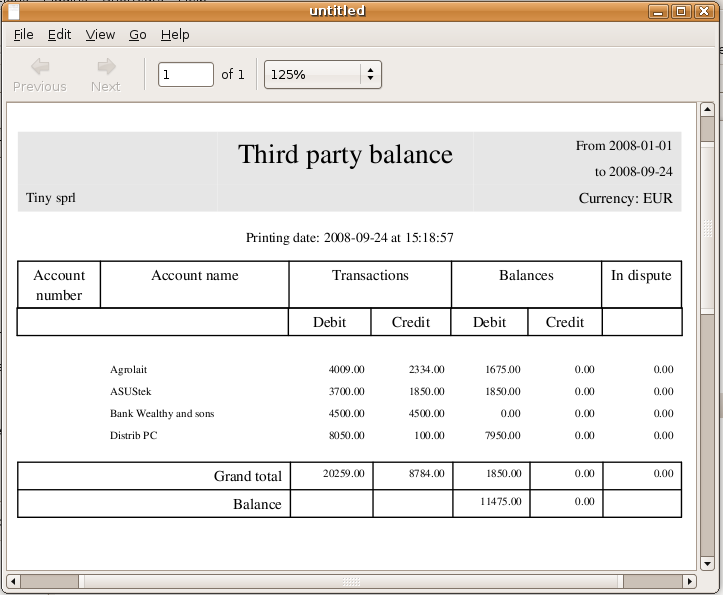 untitled
File Edit View Go Help
Previous Next 1 of 1 125%
Third party balance
From 2008-01-01
to 2008-09-24
Tiny sprl Currency: EUR
Printing date: 2008-09-24 at 15:18:57
Account number Account name Transactions Balances In dispute
Debit Credit Debit Credit
Agrolait 4009.00 2334.00 1675.00 0.00 0.00
ASUStek 3700.00 1850.00 1850.00 0.00 0.00
Bank Wealthy and sons 4500.00 4500.00 0.00 0.00 0.00
Distrib PC 8050.00 100.00 7950.00 0.00 0.00
Grand total 20259.00 8784.00 1850.00 0.00 0.00
Balance 11475.00 0.00